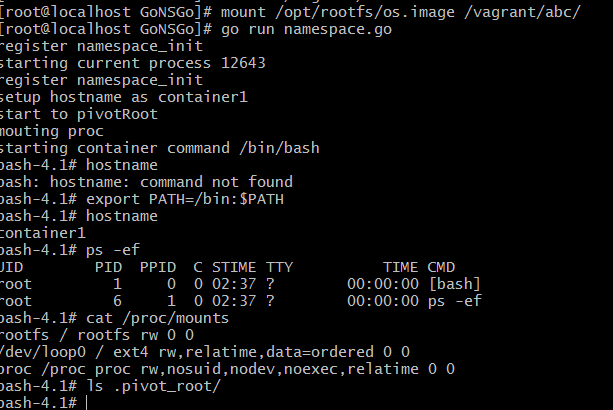 [root@localhost GoNSGo]# mount /opt/rootfs/os.image /vagrant/abc/
[root@localhost GoNSGo]# go run namespace.go
register namespace_init
starting current process 12643
register namespace_init
setup hostname as container1
start to pivotRoot
mouting proc
starting container command /bin/bash
bash-4.1# hostname
bash: hostname: command not found
bash-4.1# export PATH=/bin:$PATH
bash-4.1# hostname
container1
bash-4.1# ps -ef
UID PID PPID C STIME TTY TIME CMD
root 1 0 0 02:37 ? 00:00:00 [bash]
root 6 1 0 02:37 ? 00:00:00 ps -ef
bash-4.1# cat /proc/mounts
rootfs / rootfs rw 0 0
/dev/loop0 / ext4 rw,relatime,data=ordered 0 0
proc /proc proc rw,nosuid,nodev,noexec,relatime 0 0
bash-4.1# ls .pivot_root/
bash-4.1#